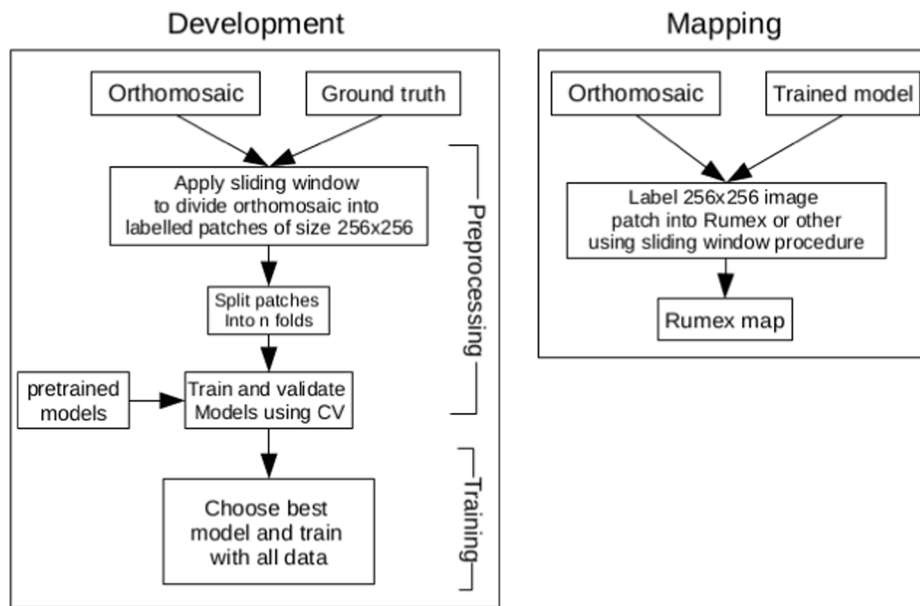 Development
Orthomosaic
Ground truth
Apply sliding window
to divide orthomosaic into
labelled patches of size 256x256
Split patches
Into n folds
pretrained
models
Train and validate
Models using CV
Choose best
model and train
with all data
Preprocessing
Training
Mapping
Orthomosaic
Trained model
Label 256x256 image
patch into Rumex or other
using sliding window procedure
Rumex map